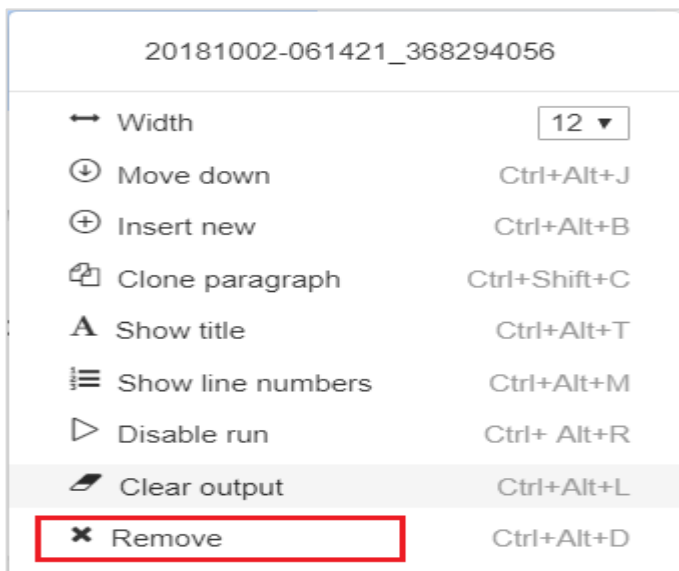 20181002-061421_368294056
Width 12
Move down Ctrl+Alt+J
Insert new Ctrl+Alt+B
Clone paragraph Ctrl+Shift+C
A Show title Ctrl+Alt+T
Show line numbers Ctrl+Alt+M
Disable run Ctrl+ Alt+R
Clear output Ctrl+Alt+L
Remove Ctrl+Alt+D